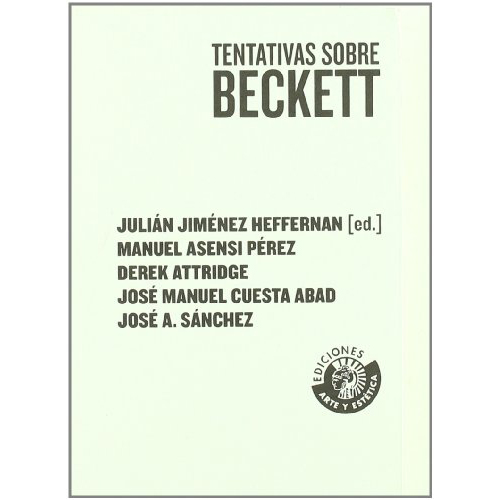 TENTATIVAS SOBRE
BECKETT
JULIÁN JIMÉNEZ HEFFERNAN [ed.]
MANUEL ASENSI PÉREZ
DEREK ATTRIDGE
JOSÉ MANUEL CUESTA ABAD
JOSÉ A. SÁNCHEZ
EDICIONES
ARTE Y ESTÉTICA